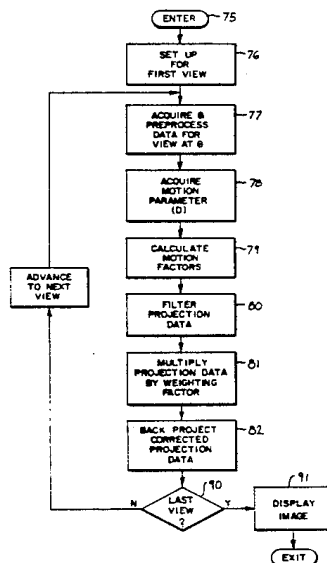 ENTER
75
SET UP
FOR
FIRST VIEW
76
ACQUIRE &
PREPROCESS
DATA FOR
VIEW AT θ
77
ACQUIRE
MOTION
PARAMETER
(D)
78
CALCULATE
MOTION
FACTORS
79
ADVANCE
TO NEXT
VIEW
FILTER
PROJECTION
DATA
80
MULTIPLY
PROJECTION DATA
BY WEIGHTING
FACTOR
81
BACK PROJECT
CORRECTED
PROJECTION
DATA
82
90
91
N
LAST
VIEW
?
Y
DISPLAY
IMAGE
EXIT